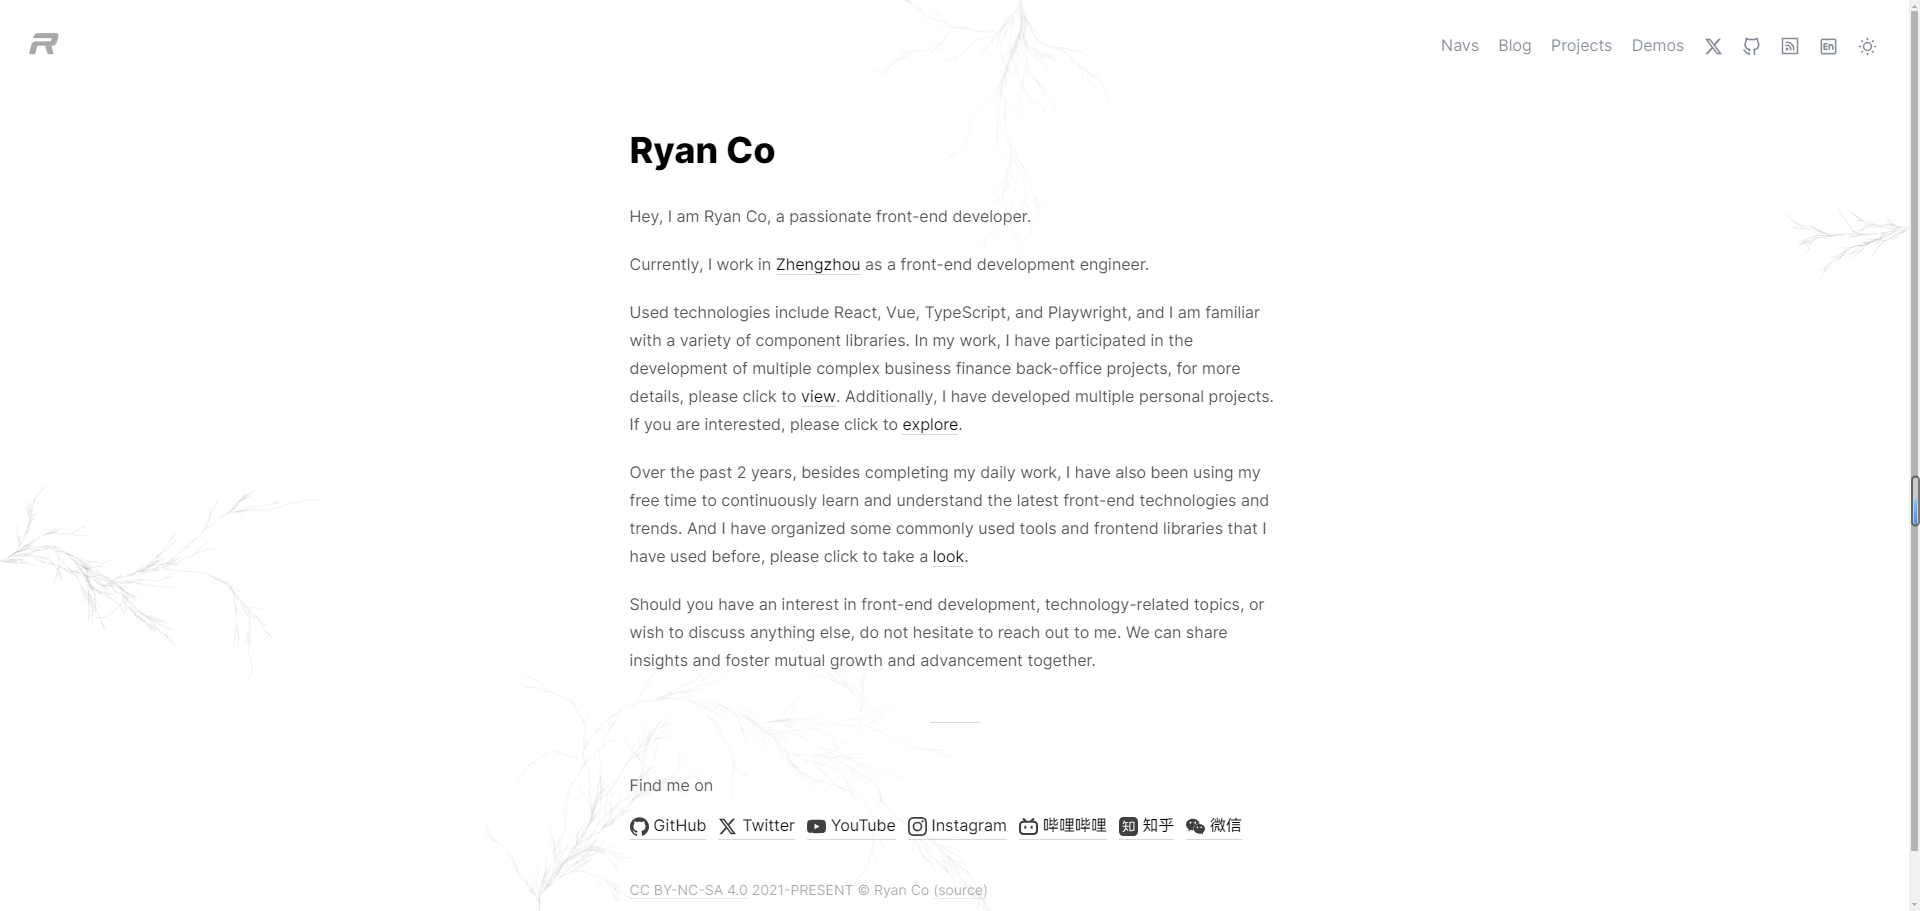 Navs Blog Projects Demos En
Ryan Co
Hey, I am Ryan Co, a passionate front-end developer.
Currently, I work in Zhengzhou as a front-end development engineer.
Used technologies include React, Vue, TypeScript, and Playwright, and I am familiar
with a variety of component libraries. In my work, I have participated in the
development of multiple complex business finance back-office projects, for more
details, please click to view. Additionally, I have developed multiple personal projects.
If you are interested, please click to explore.
Over the past 2 years, besides completing my daily work, I have also been using my
free time to continuously learn and understand the latest front-end technologies and
trends. And I have organized some commonly used tools and frontend libraries that I
have used before, please click to take a look.
Should you have an interest in front-end development, technology-related topics, or
wish to discuss anything else, do not hesitate to reach out to me. We can share
insights and foster mutual growth and advancement together.
Find me on
GitHub Twitter YouTube Instagram 哔哩哔哩 知 知乎 微信
CC BY-NC-SA 4.0 2021-PRESENT © Ryan Co (source)